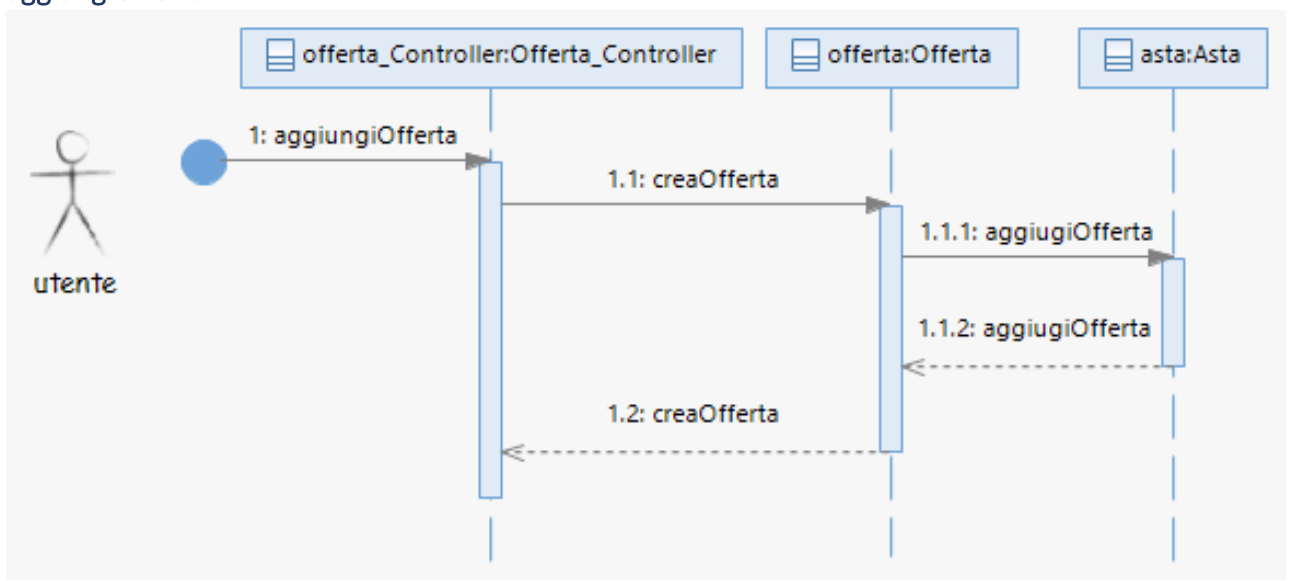 offerta_Controller:Offerta_Controller
offerta:Offerta
asta:Asta
1: aggiungiOfferta
1.1: creaOfferta
1.1.1: aggiugiOfferta
utente
1.1.2: aggiugiOfferta
1.2: creaOfferta